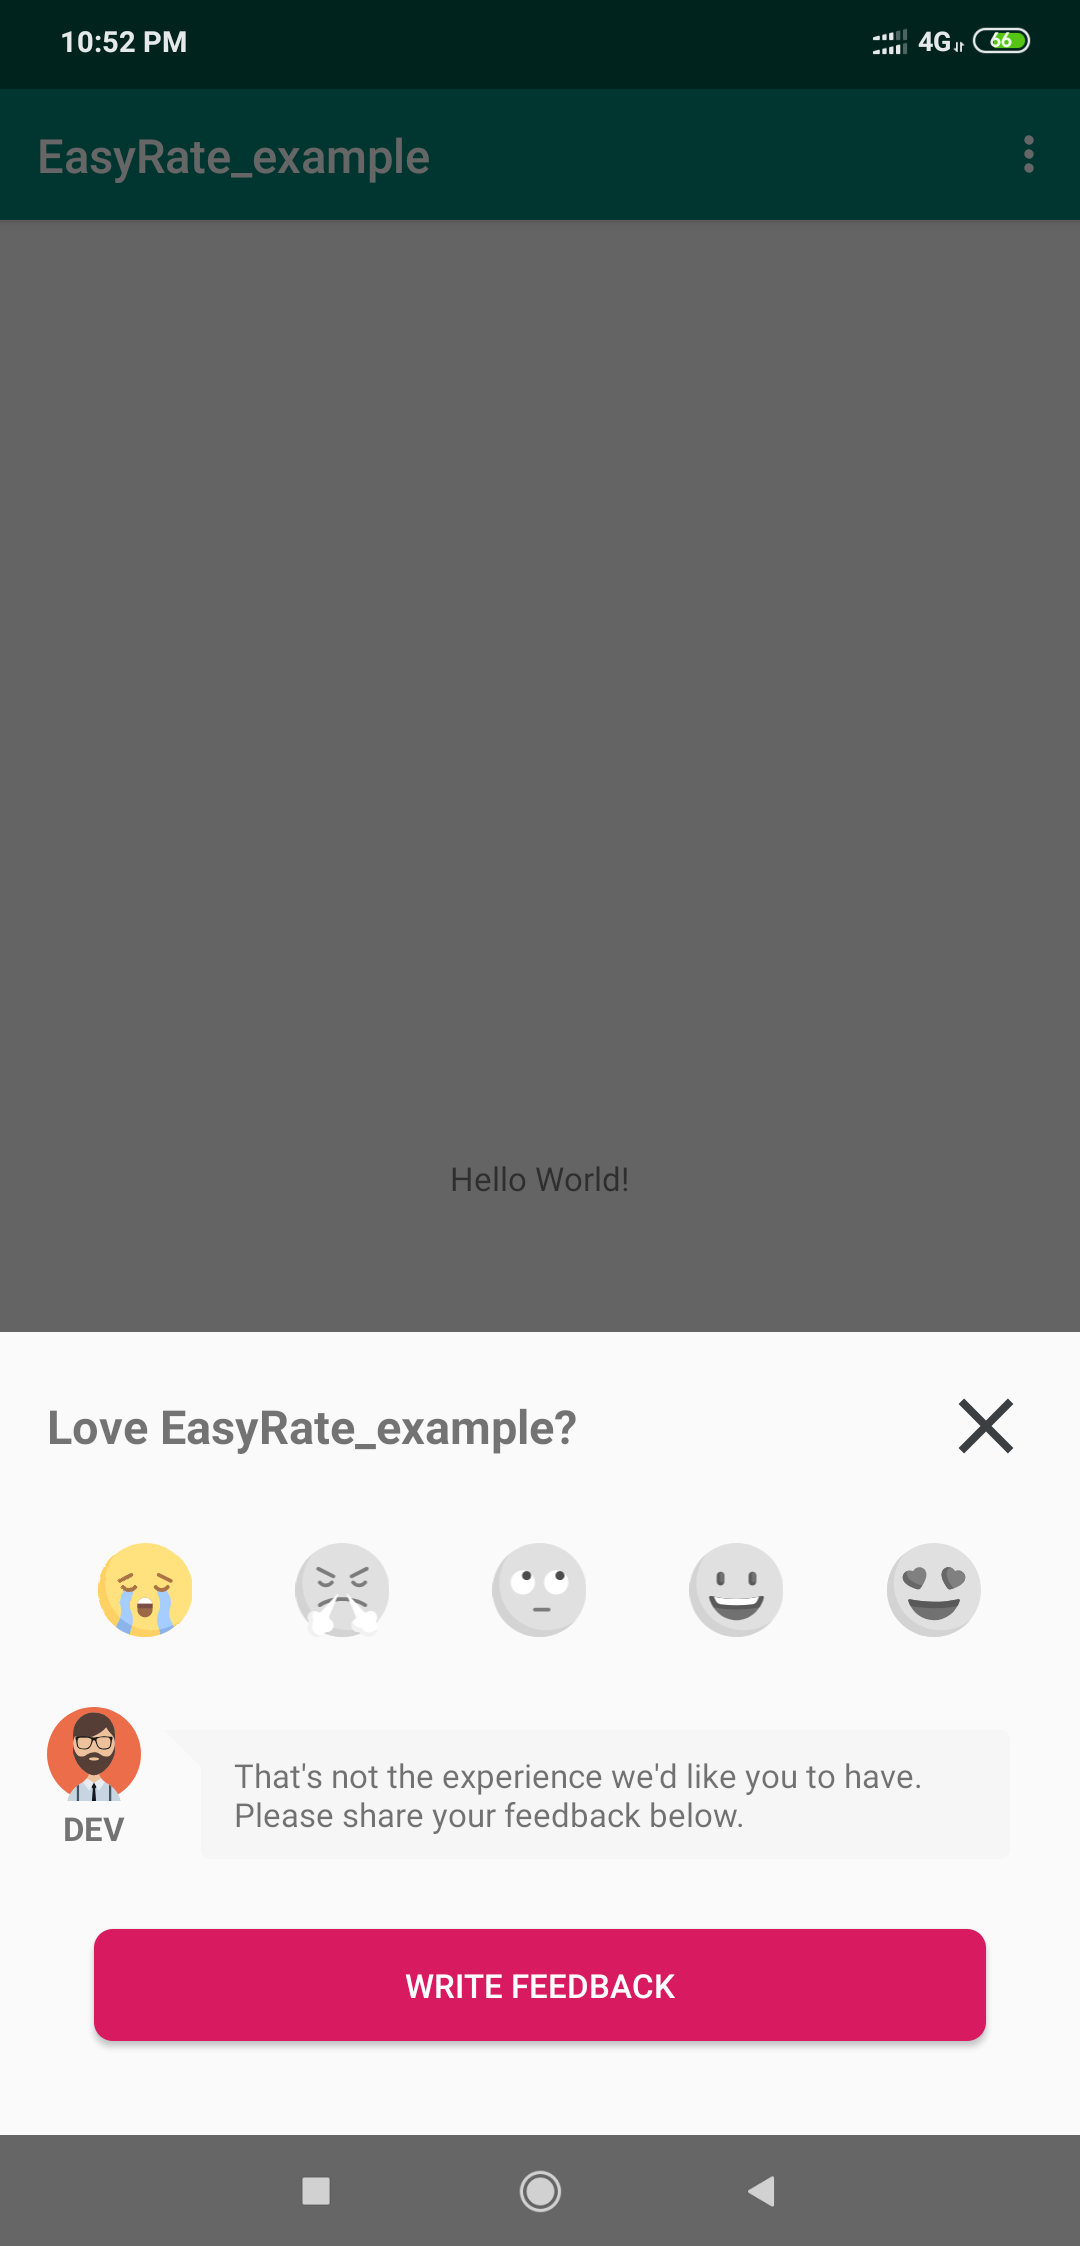 10:52 PM
4G
66
EasyRate_example
Hello World!
Love EasyRate_example?
That's not the experience we'd like you to have.
Please share your feedback below.
DEV
WRITE FEEDBACK